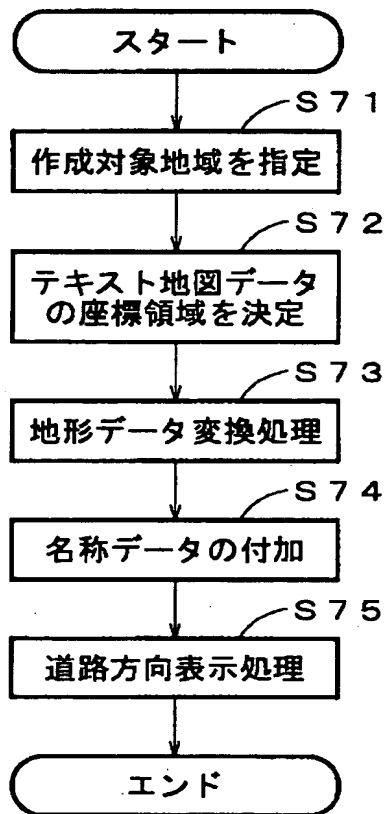 スタート
S71
作成対象地域を指定
S72
テキスト地図データ
の座標領域を決定
S73
地形データ変換処理
S74
名称データの付加
S75
道路方向表示処理
エンド